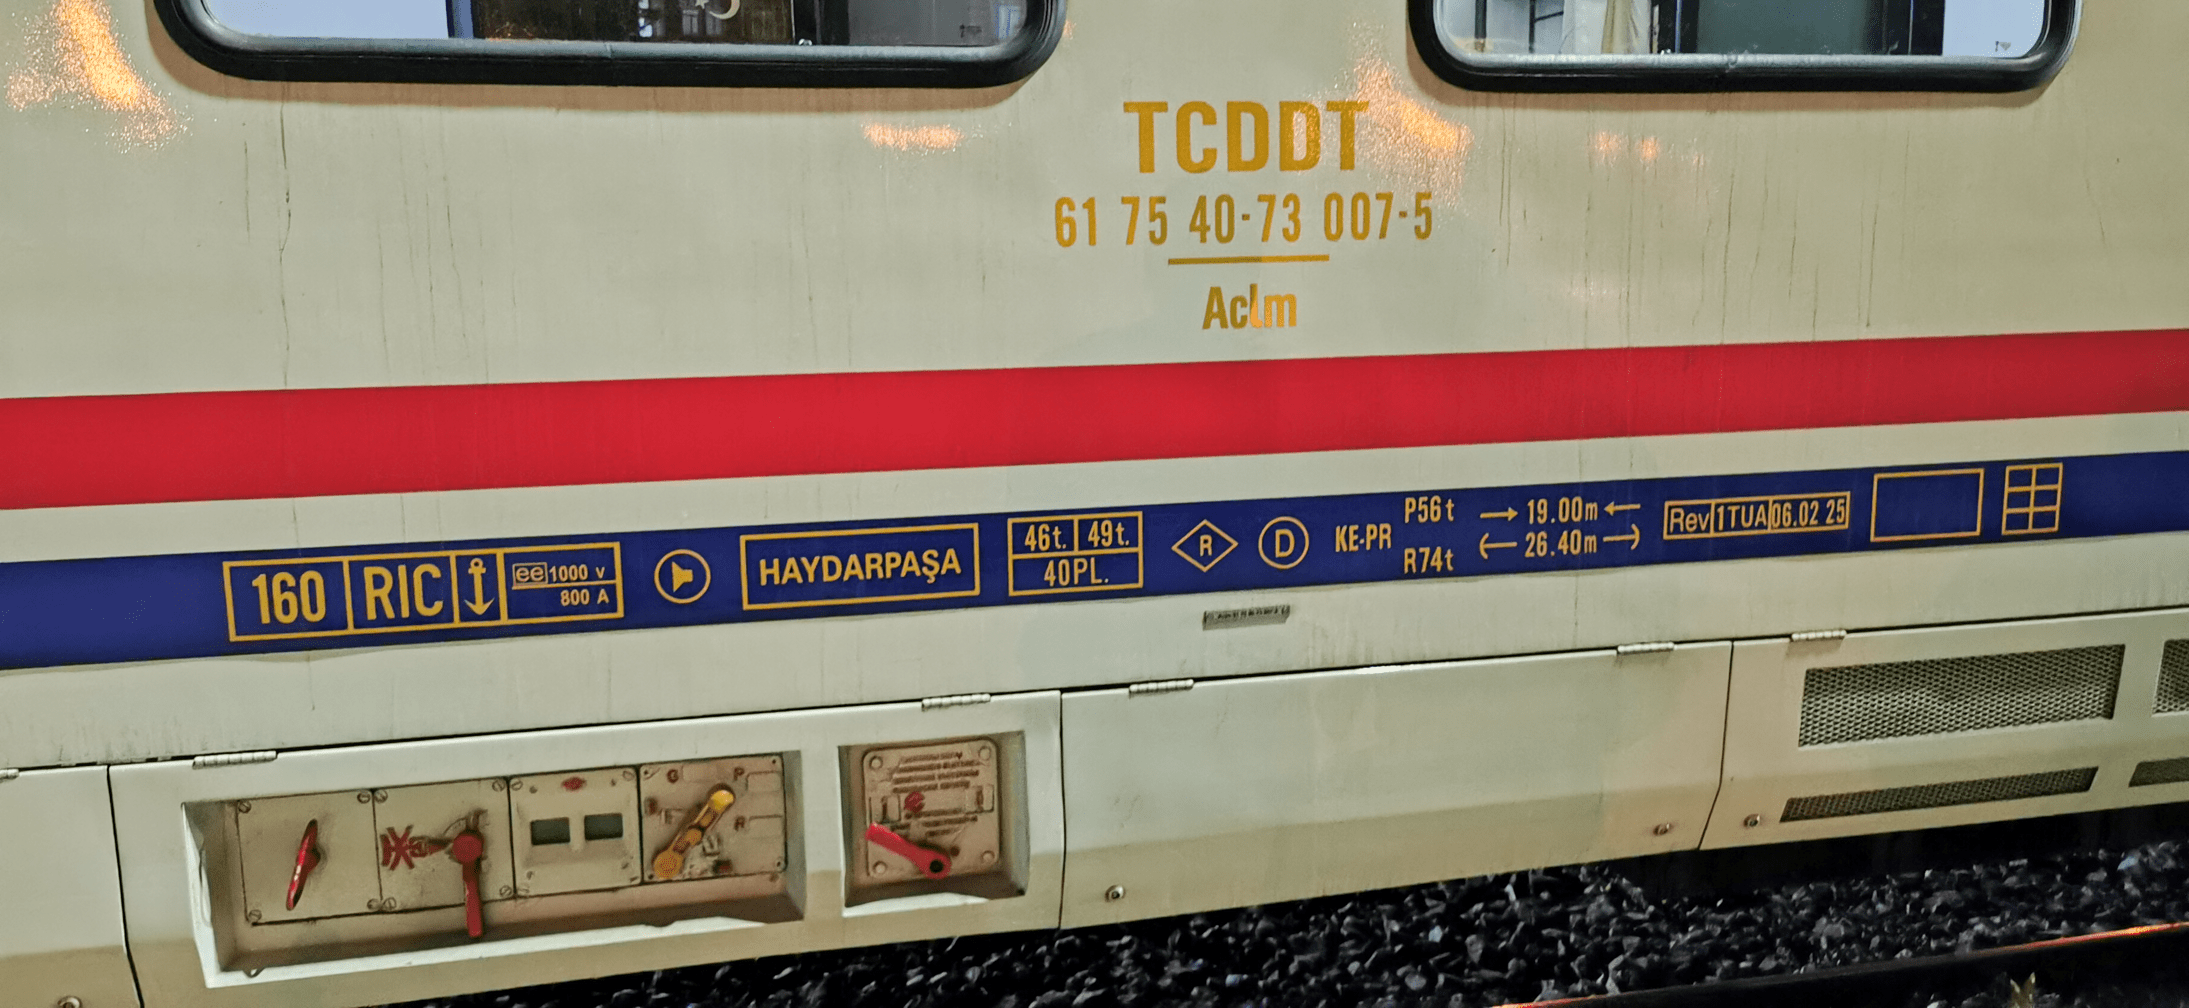 TCDDT
61 75 40-73 007-5
Aclm
160 RIC ee 1000 v
800 A
HAYDARPAŞA
46t. 49t.
40PL.
R
D
KE-PR
P56t
R74t
19.00m
26.40m
Rev 1TUA 06.02 25
G P
R